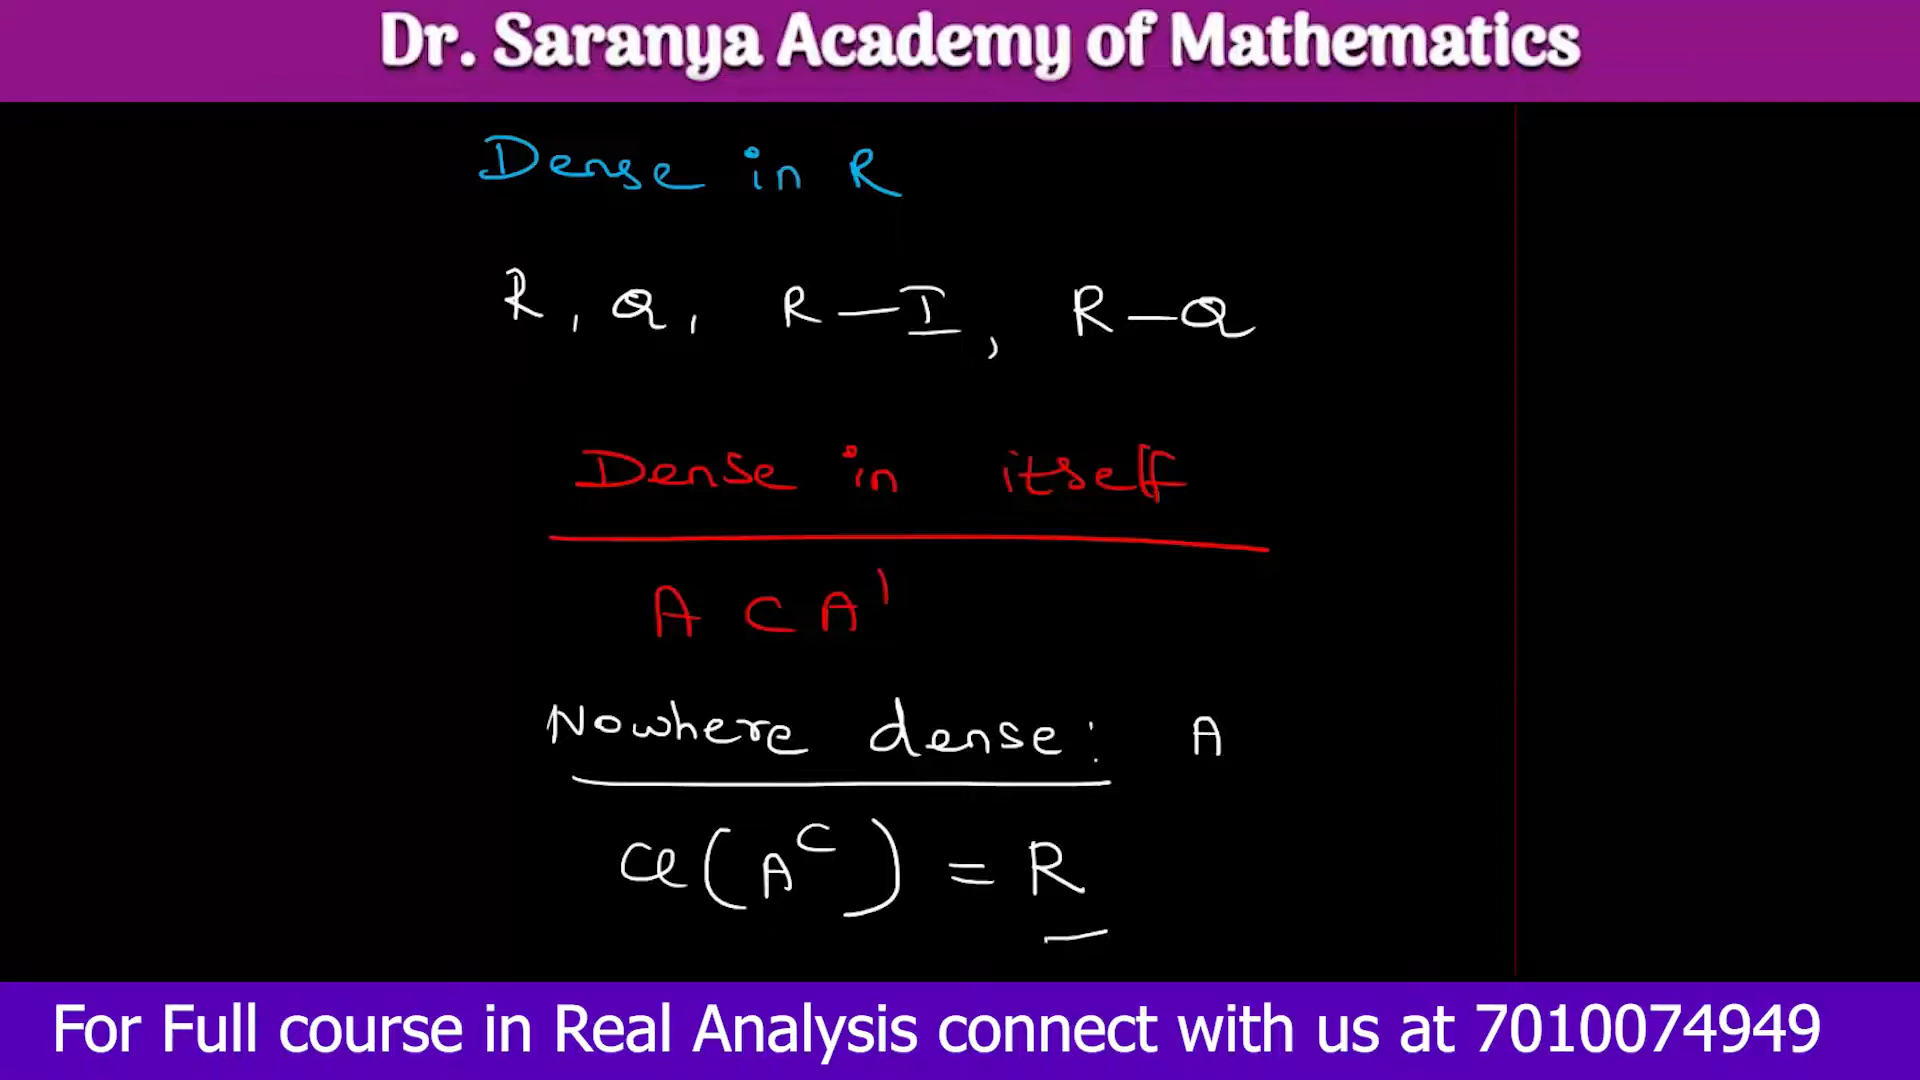 Dr. Saranya Academy of Mathematics
Dense in R
R, Q, R-I, R-Q
Dense in itself
A ⊂ A'
Nowhere dense: A
cl(A^C) = R
For Full course in Real Analysis connect with us at 7010074949